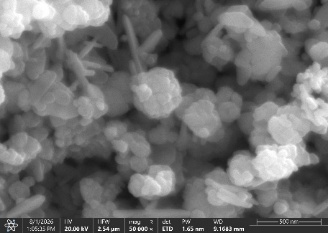 8/1/2026
1:05:35 PM
HV
20.00 kV
HFW
2.54 µm
mag
50 000 x
det
ETD
PW
1.65 nm
WD
9.1683 mm
500 nm